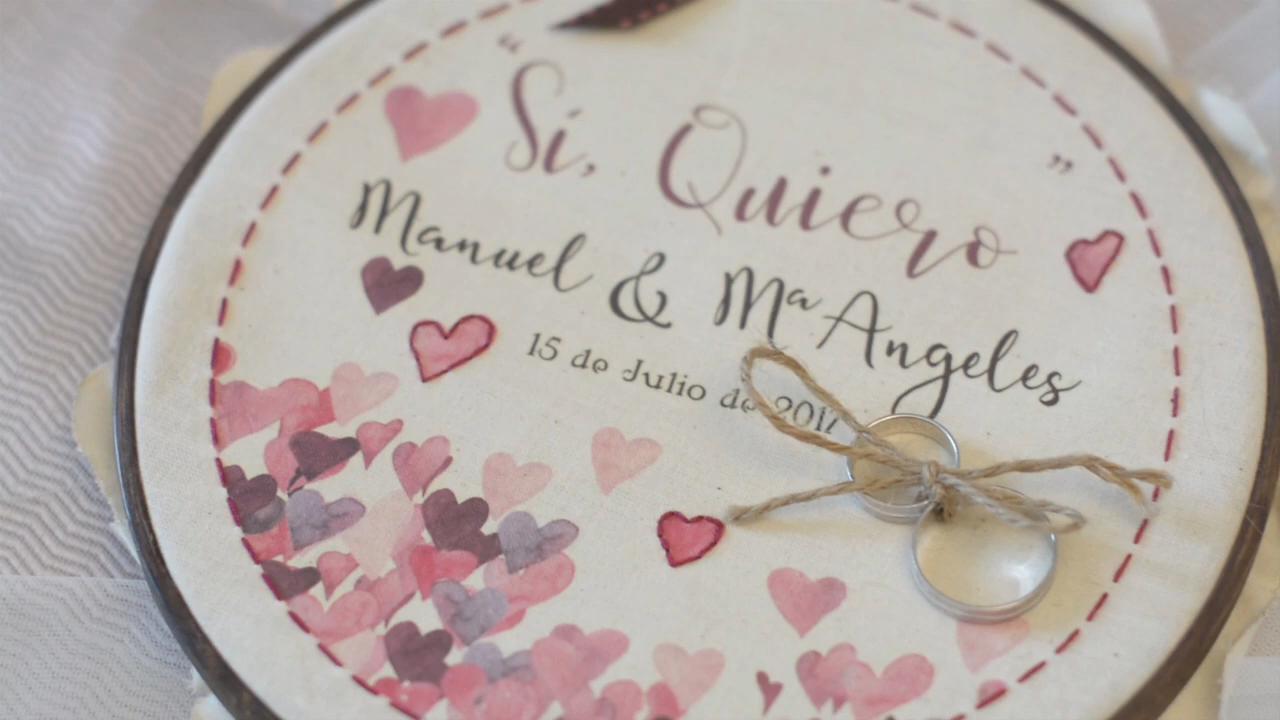 “Sí, Quiero”
Manuel & Mª Angeles
15 de Julio de 2017